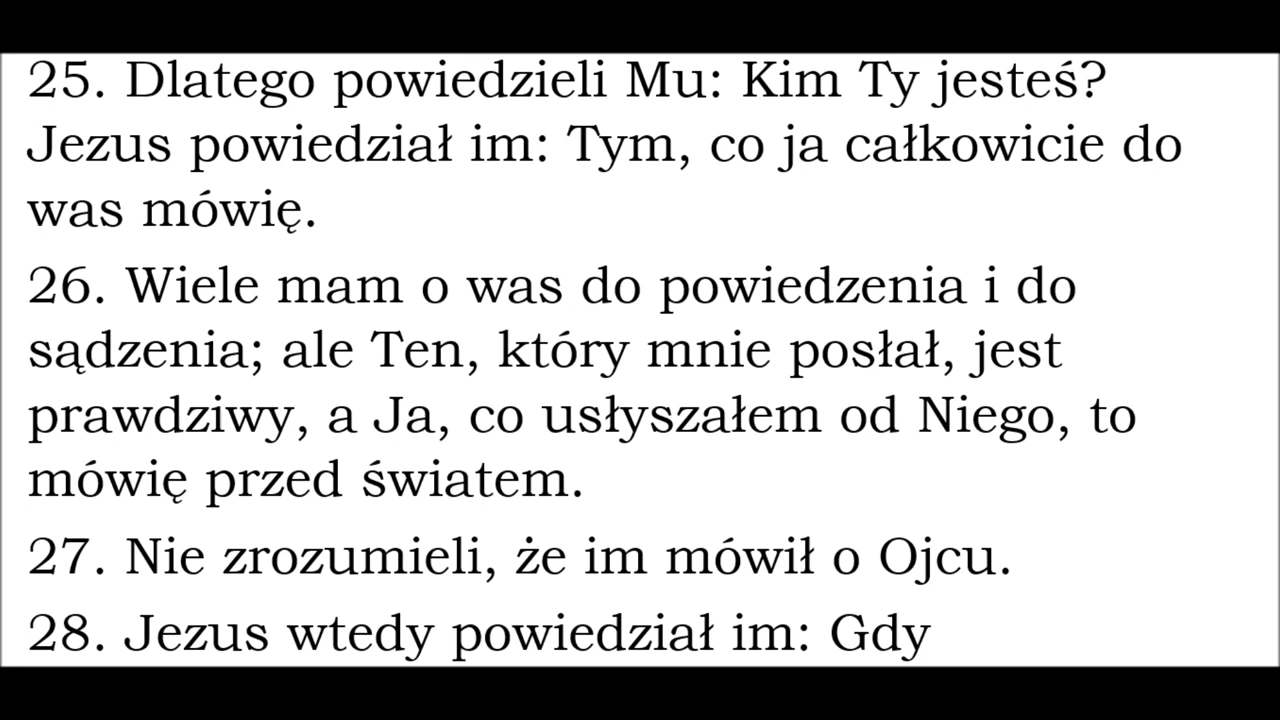 25. Dlatego powiedzieli Mu: Kim Ty jesteś?
Jezus powiedział im: Tym, co ja całkowicie do
was mówię.
26. Wiele mam o was do powiedzenia i do
sądzenia; ale Ten, który mnie posłał, jest
prawdziwy, a Ja, co usłyszałem od Niego, to
mówię przed światem.
27. Nie zrozumieli, że im mówił o Ojcu.
28. Jezus wtedy powiedział im: Gdy